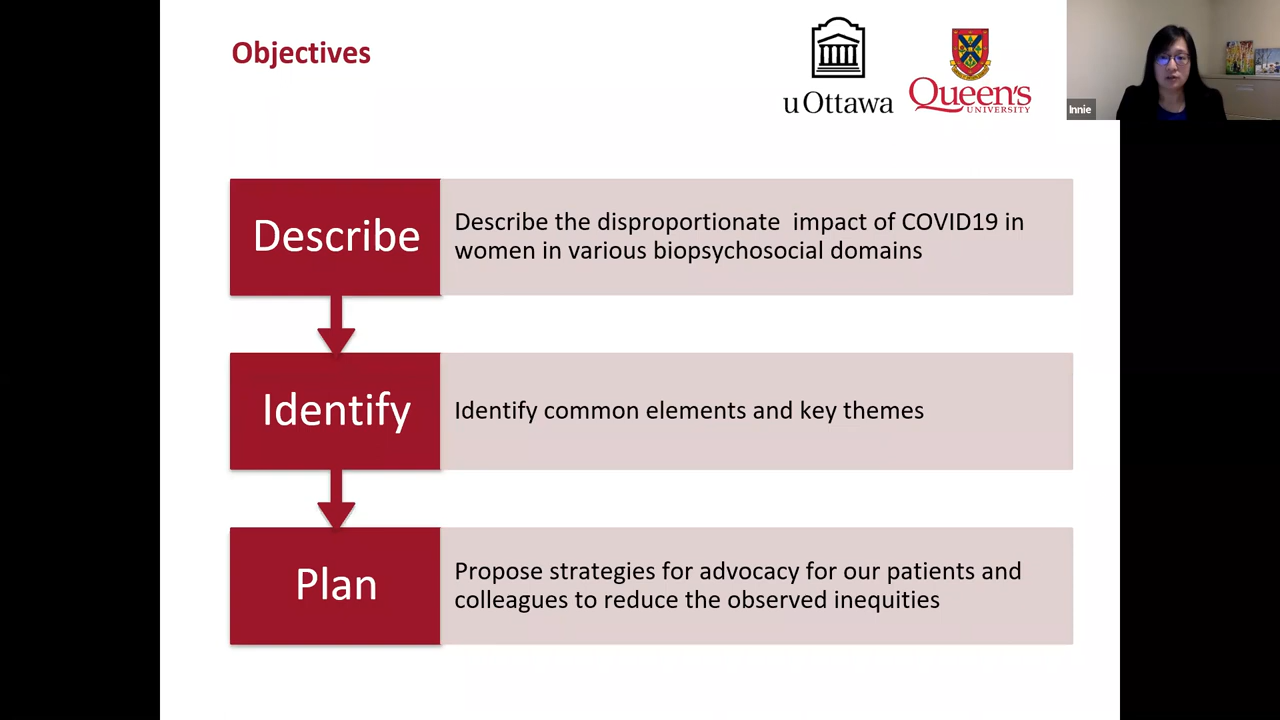 Objectives
uOttawa
Queen's
UNIVERSITY
Innie
Describe
Describe the disproportionate  impact of COVID19 in
women in various biopsychosocial domains
Identify
Identify common elements and key themes
Plan
Propose strategies for advocacy for our patients and
colleagues to reduce the observed inequities